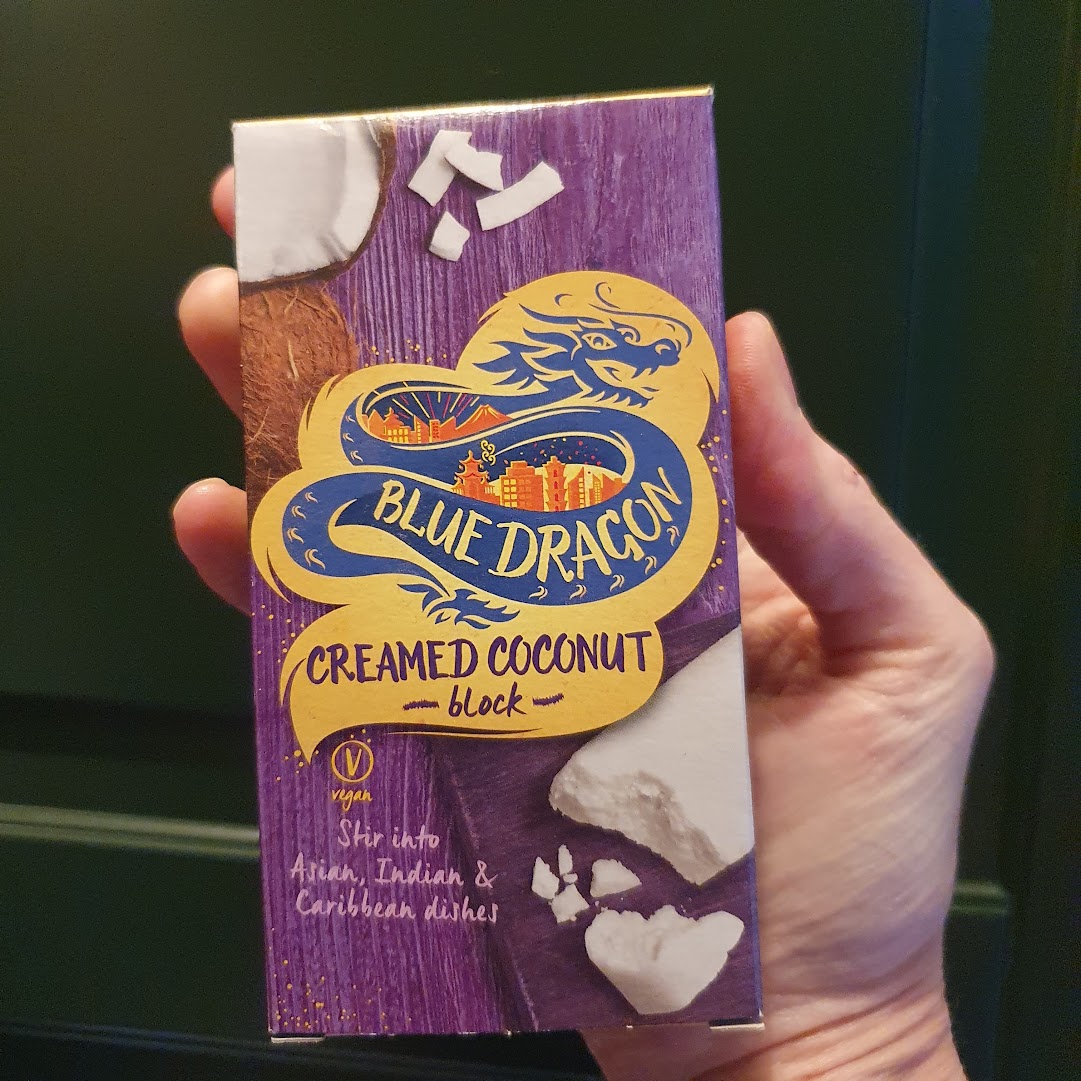 BLUE DRAGON
CREAMED COCONUT
block
V
vegan
Stir into
Asian, Indian &
Caribbean dishes